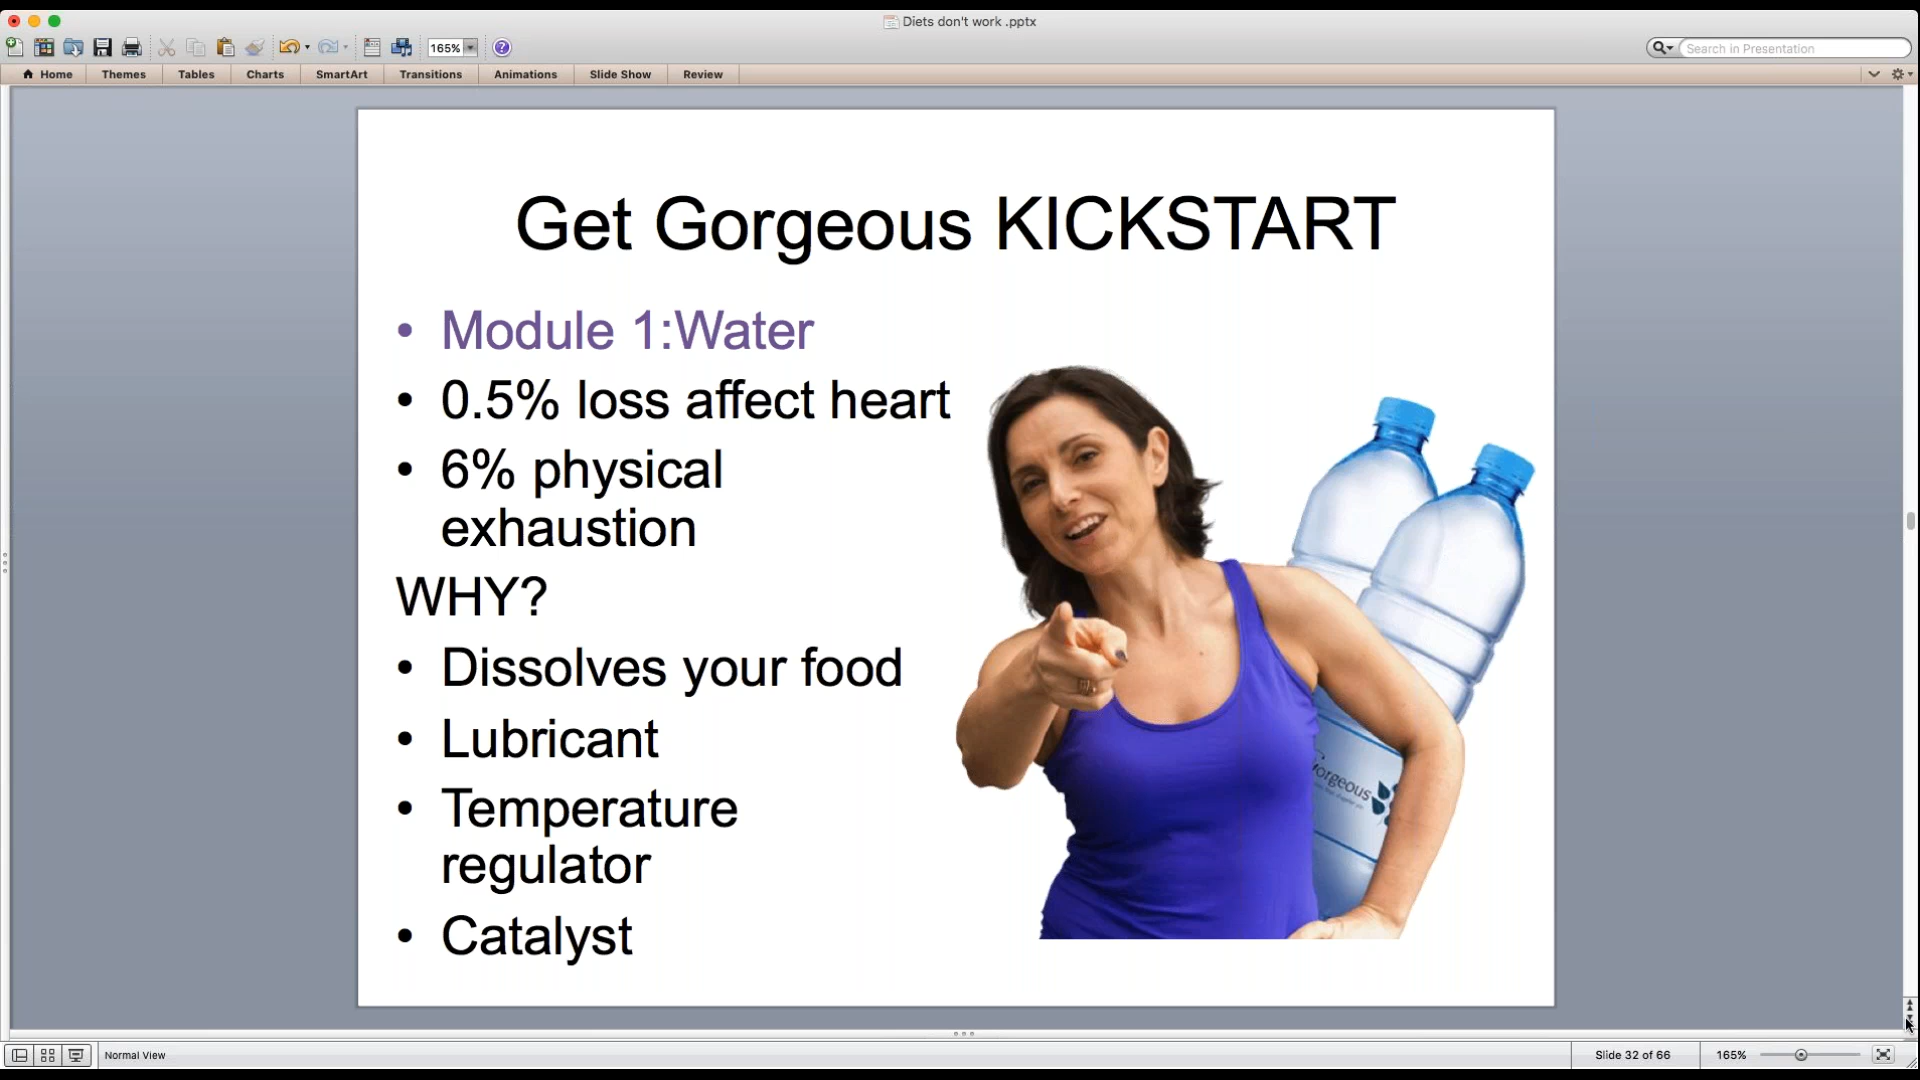 Diets don't work .pptx
165%
Search in Presentation
Home Themes Tables Charts SmartArt Transitions Animations Slide Show Review
Get Gorgeous KICKSTART
• Module 1:Water
• 0.5% loss affect heart
• 6% physical
exhaustion
WHY?
• Dissolves your food
• Lubricant
• Temperature
regulator
• Catalyst
Gorgeous
Normal View
Slide 32 of 66
165%